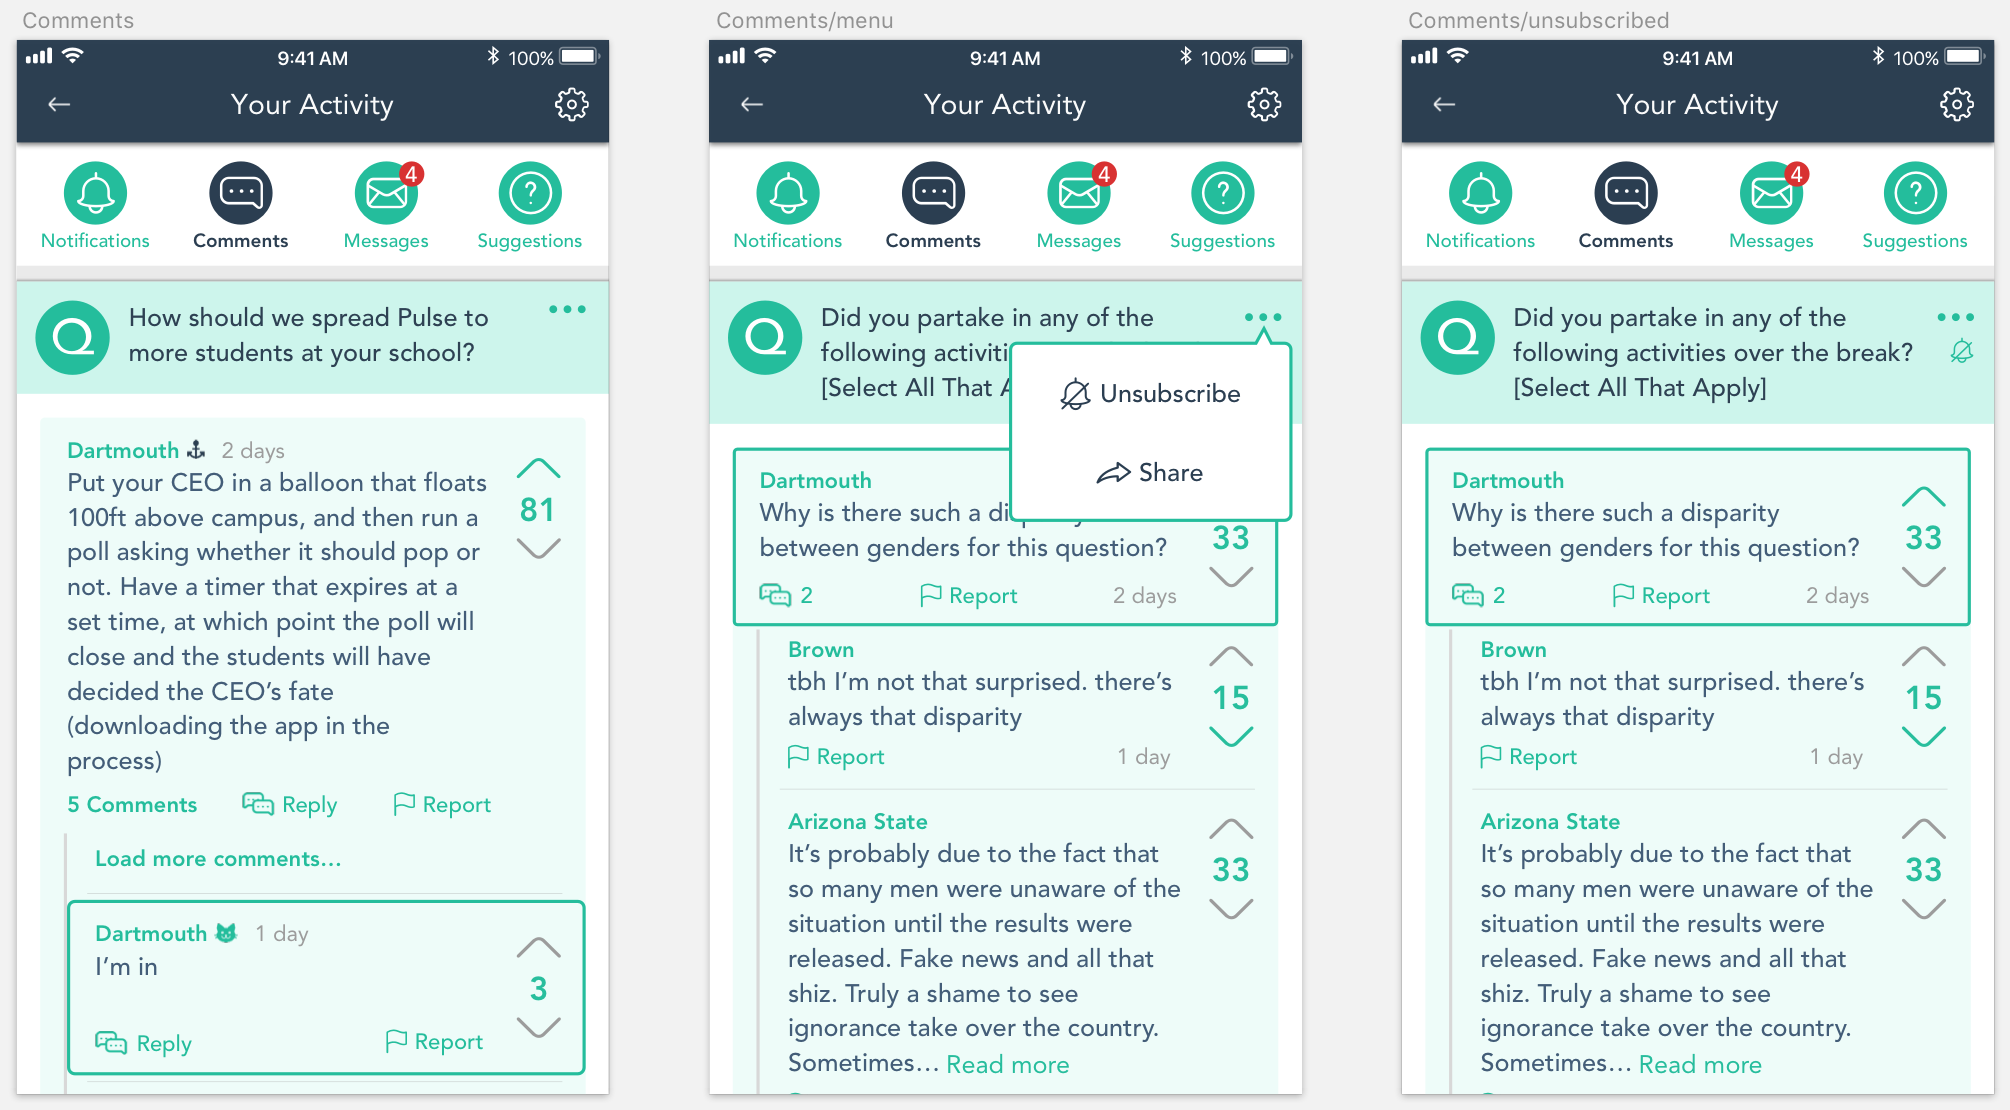 Comments
9:41 AM
100%
Your Activity
4
Notifications
Comments
Messages
Suggestions
How should we spread Pulse to
more students at your school?
Dartmouth 2 days
Put your CEO in a balloon that floats
100ft above campus, and then run a
poll asking whether it should pop or
not. Have a timer that expires at a
set time, at which point the poll will
close and the students will have
decided the CEO’s fate
(downloading the app in the
process)
81
5 Comments
Reply
Report
Load more comments...
Dartmouth 1 day
I’m in
3
Reply
Report
Comments/menu
9:41 AM
100%
Your Activity
4
Notifications
Comments
Messages
Suggestions
Did you partake in any of the
following activiti
[Select All That A
Unsubscribe
Share
Dartmouth
Why is there such a disparity
between genders for this question?
33
2
Report
2 days
Brown
tbh I’m not that surprised. there’s
always that disparity
15
Report
1 day
Arizona State
It’s probably due to the fact that
so many men were unaware of the
situation until the results were
released. Fake news and all that
shiz. Truly a shame to see
ignorance take over the country.
Sometimes... Read more
33
Comments/unsubscribed
9:41 AM
100%
Your Activity
4
Notifications
Comments
Messages
Suggestions
Did you partake in any of the
following activities over the break?
[Select All That Apply]
Dartmouth
Why is there such a disparity
between genders for this question?
33
2
Report
2 days
Brown
tbh I’m not that surprised. there’s
always that disparity
15
Report
1 day
Arizona State
It’s probably due to the fact that
so many men were unaware of the
situation until the results were
released. Fake news and all that
shiz. Truly a shame to see
ignorance take over the country.
Sometimes... Read more
33